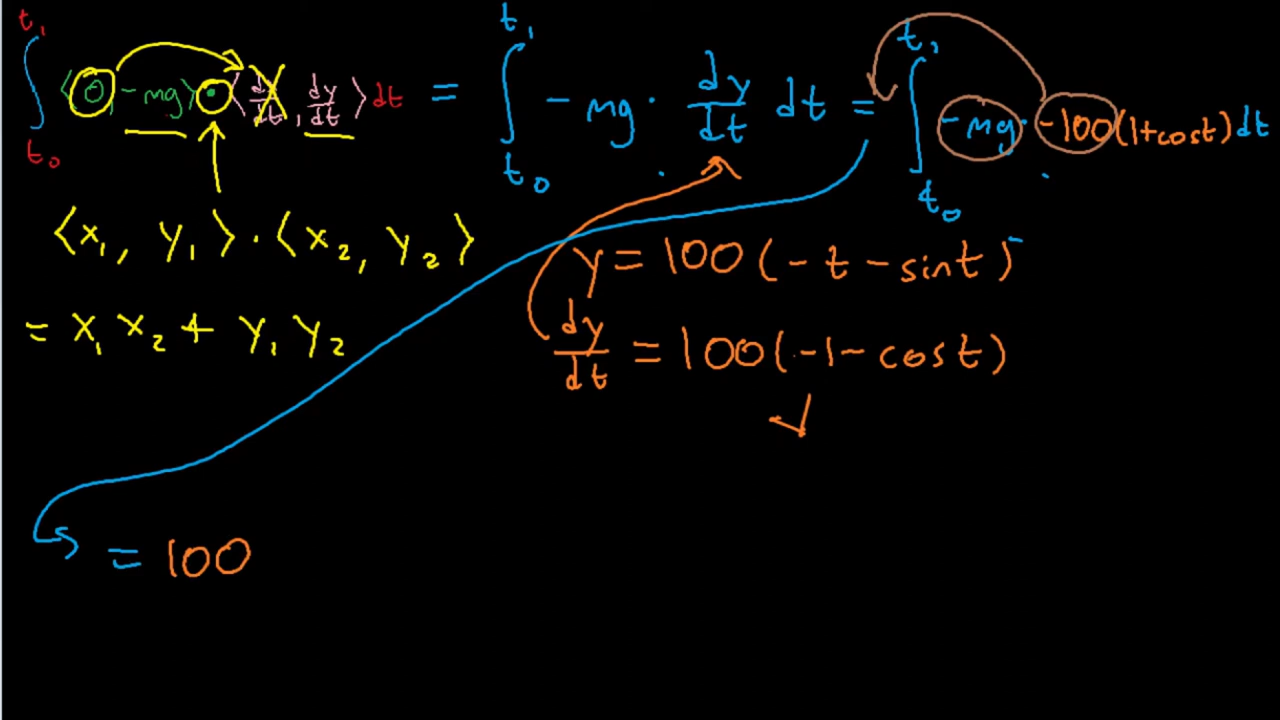 ∫_{t₀}^{t₁} ⟨0, -mg⟩ · ⟨dx/dt, dy/dt⟩ dt = ∫_{t₀}^{t₁} -mg · dy/dt dt = ∫_{t₀}^{t₁} -mg · -100(1+cost) dt
⟨x₁, y₁⟩ · ⟨x₂, y₂⟩
= x₁x₂ + y₁y₂
y = 100(-t - sint)
dy/dt = 100(-1 - cost)
= 100